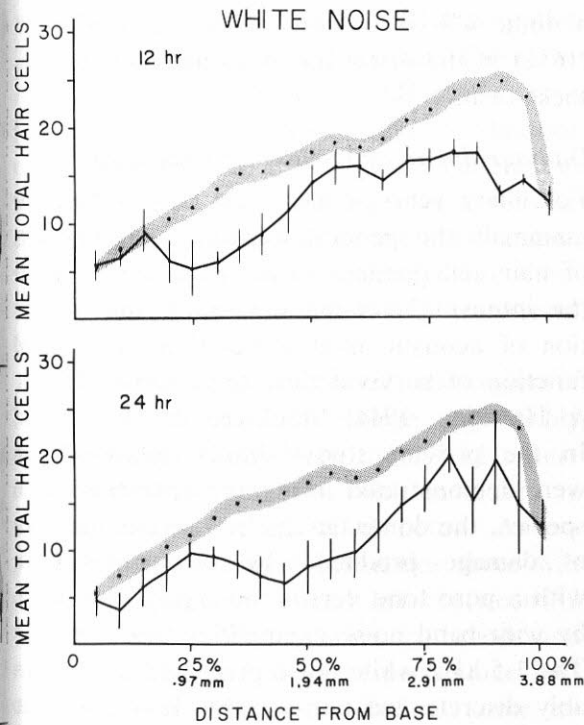 WHITE NOISE
12 hr
30
20
10
MEAN TOTAL HAIR CELLS
24 hr
30
20
10
MEAN TOTAL HAIR CELLS
0 25% 50% 75% 100%
.97mm 1.94mm 2.91mm 3.88mm
DISTANCE FROM BASE